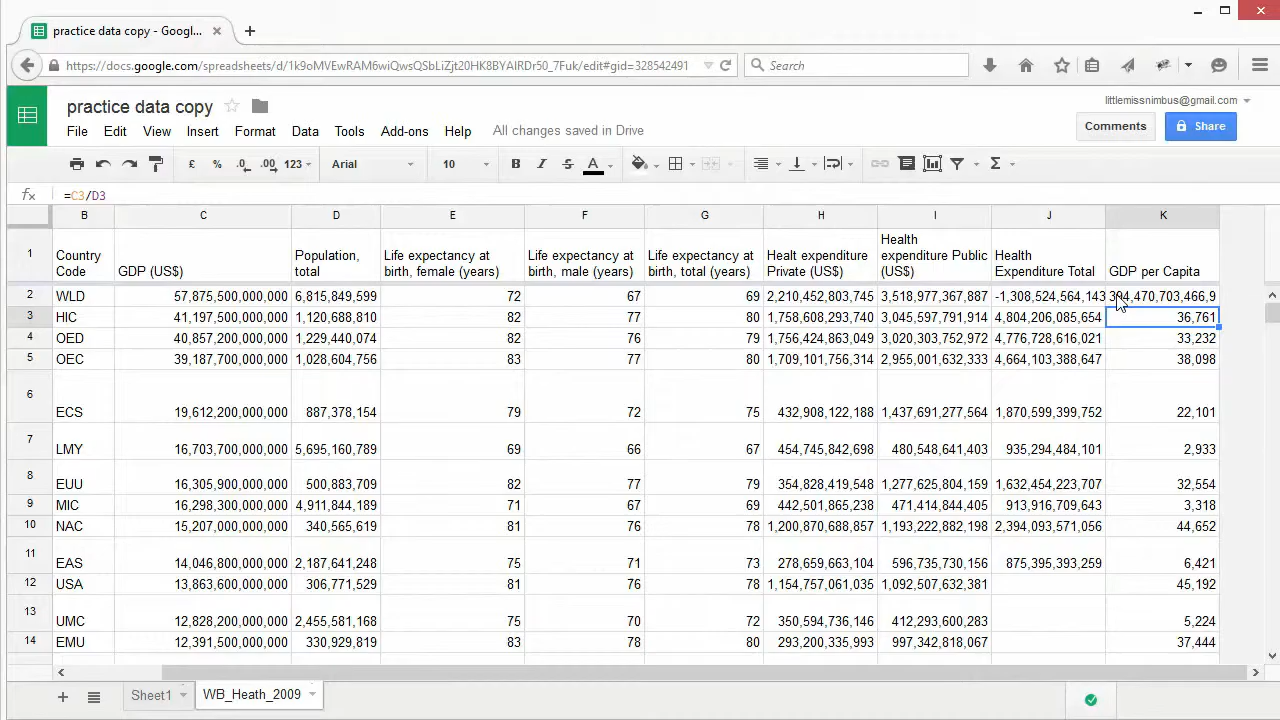 practice data copy - Googl...
https://docs.google.com/spreadsheets/d/1k9oMVEwRAM6wiQwsQSbLiZjt20HK8BYAIRDr50_7Fuk/edit#gid=328542491
Search
practice data copy
littlemissnimbus@gmail.com
File Edit View Insert Format Data Tools Add-ons Help All changes saved in Drive
Comments Share
£ % .0 .00 123 Arial 10 B I S A Σ
fx =C3/D3
B C D E F G H I J K
1 Country Code GDP (US$) Population, total Life expectancy at birth, female (years) Life expectancy at birth, male (years) Life expectancy at birth, total (years) Healt expenditure Private (US$) Health expenditure Public (US$) Health Expenditure Total GDP per Capita
2 WLD 57,875,500,000,000 6,815,849,599 72 67 69 2,210,452,803,745 3,518,977,367,887 -1,308,524,564,143
3 HIC 41,197,500,000,000 1,120,688,810 82 77 80 1,758,608,293,740 3,045,597,791,914 4,804,206,085,654 36,761
4 OED 40,857,200,000,000 1,229,440,074 82 76 79 1,756,424,863,049 3,020,303,752,972 4,776,728,616,021 33,232
5 OEC 39,187,700,000,000 1,028,604,756 83 77 80 1,709,101,756,314 2,955,001,632,333 4,664,103,388,647 38,098
6 ECS 19,612,200,000,000 887,378,154 79 72 75 432,908,122,188 1,437,691,277,564 1,870,599,399,752 22,101
7 LMY 16,703,700,000,000 5,695,160,789 69 66 67 454,745,842,698 480,548,641,403 935,294,484,101 2,933
8 EUU 16,305,900,000,000 500,883,709 82 77 79 354,828,419,548 1,277,625,804,159 1,632,454,223,707 32,554
9 MIC 16,298,300,000,000 4,911,844,189 71 67 69 442,501,865,238 471,414,844,405 913,916,709,643 3,318
10 NAC 15,207,000,000,000 340,565,619 81 76 78 1,200,870,688,857 1,193,222,882,198 2,394,093,571,056 44,652
11 EAS 14,046,800,000,000 2,187,641,248 75 71 73 278,659,663,104 596,735,730,156 875,395,393,259 6,421
12 USA 13,863,600,000,000 306,771,529 81 76 78 1,154,757,061,035 1,092,507,632,381 45,192
13 UMC 12,828,200,000,000 2,455,581,168 75 70 72 350,594,736,146 412,293,600,283 5,224
14 EMU 12,391,500,000,000 330,929,819 83 78 80 293,200,335,993 997,342,818,067 37,444
Sheet1 WB_Heath_2009